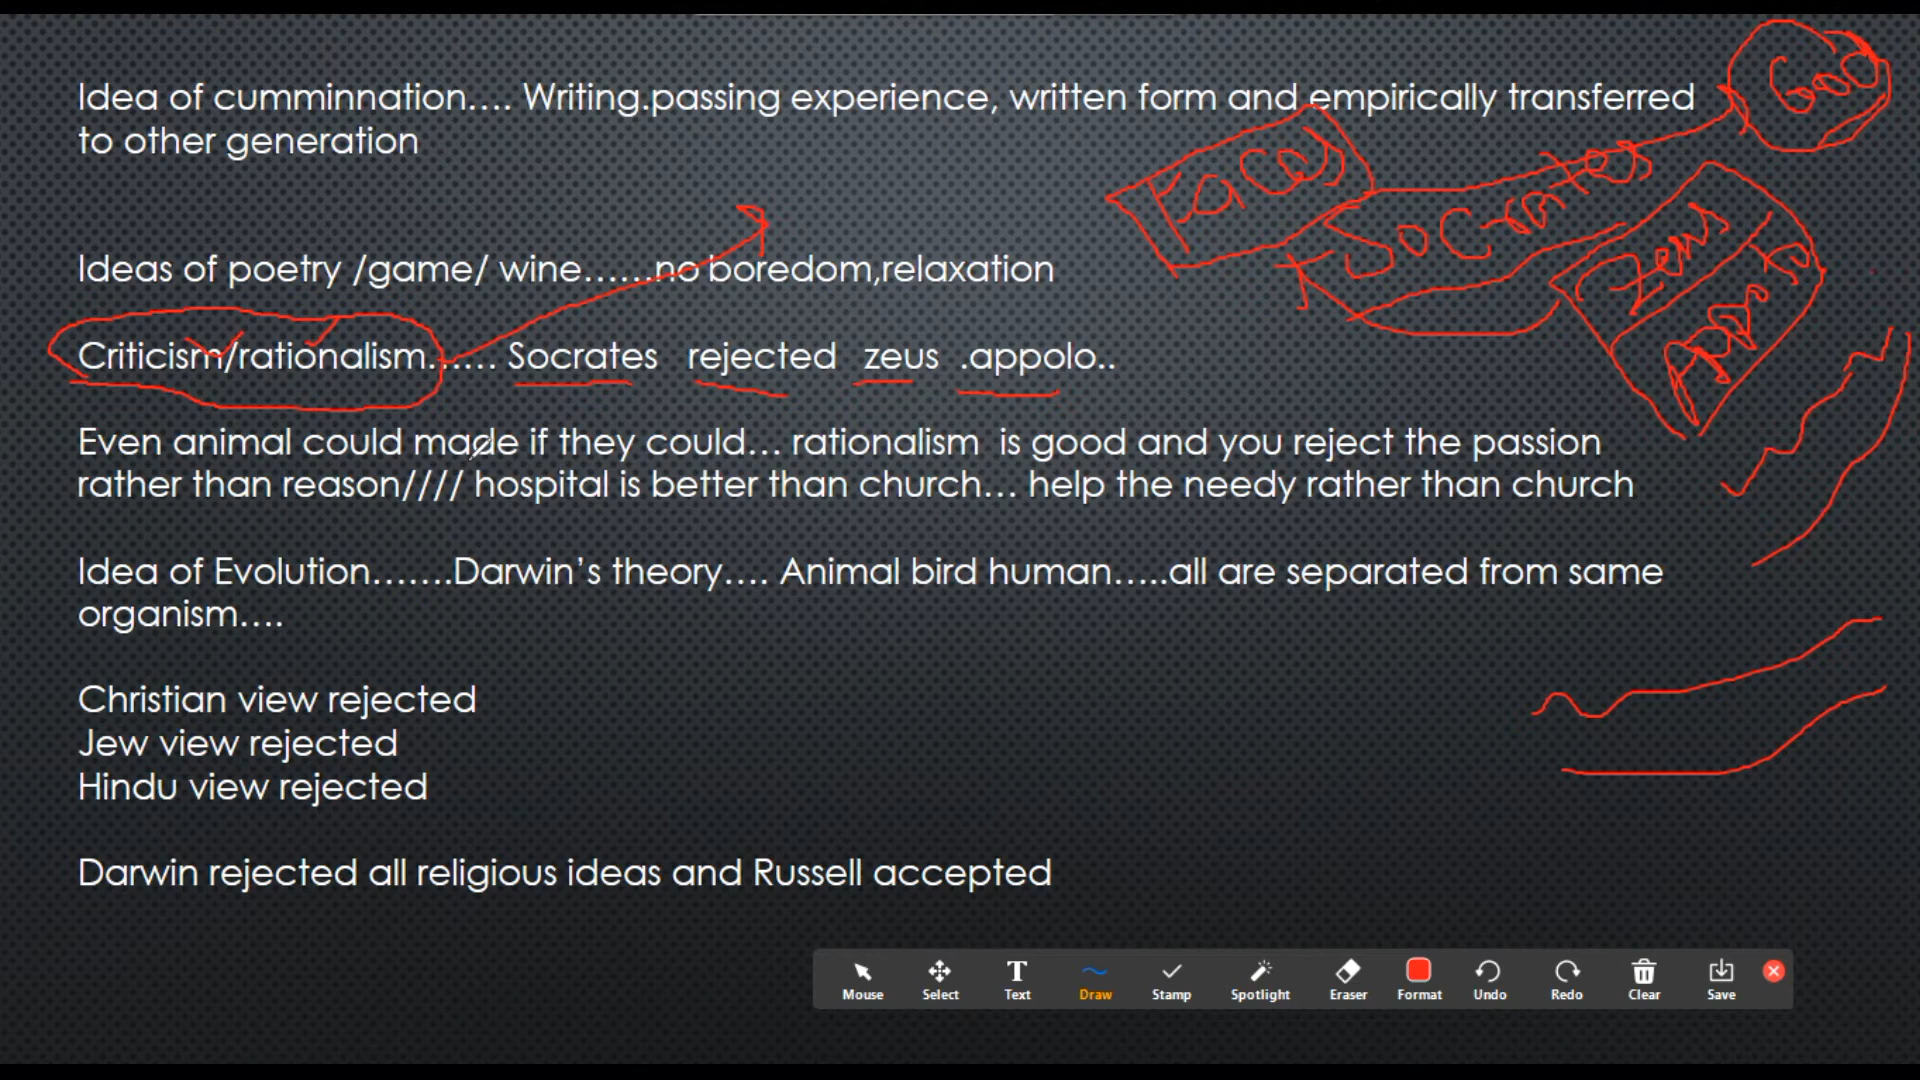 Idea of cumminnation.... Writing.passing experience, written form and empirically transferred
to other generation
God
Socrates
Zeus
Appolo
Ideas of poetry /game/ wine......no boredom,relaxation
Criticism/rationalism...... Socrates rejected zeus .appolo..
Even animal could made if they could... rationalism is good and you reject the passion
rather than reason//// hospital is better than church... help the needy rather than church
Idea of Evolution.......Darwin's theory.... Animal bird human.....all are separated from same
organism....
Christian view rejected
Jew view rejected
Hindu view rejected
Darwin rejected all religious ideas and Russell accepted
Mouse Select Text Draw Stamp Spotlight Eraser Format Undo Redo Clear Save